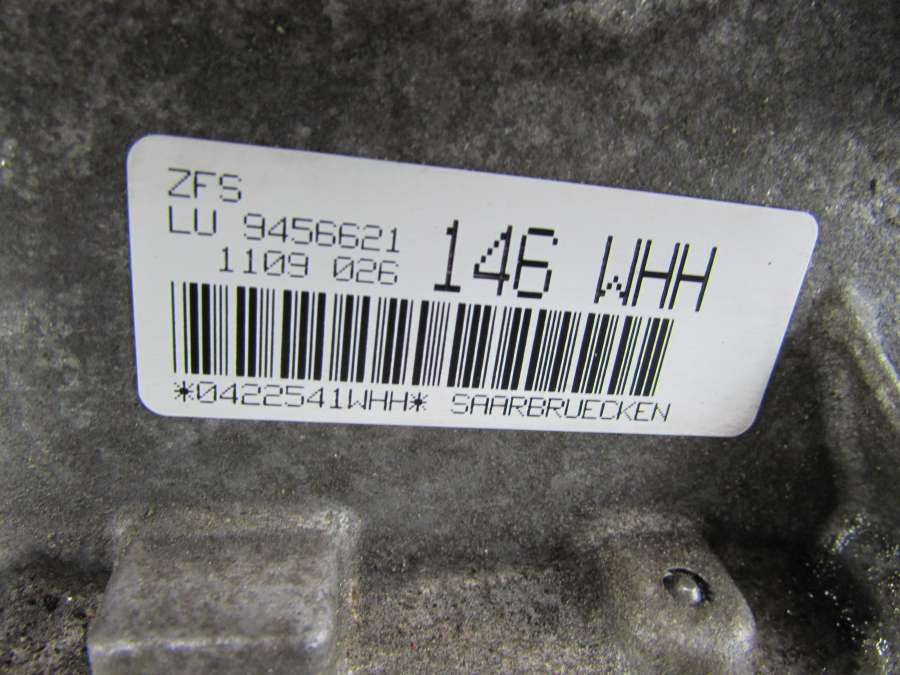 ZFS
LU 9456621
1109 026
146 WHH
*0422541WHH* SAARBRUECKEN